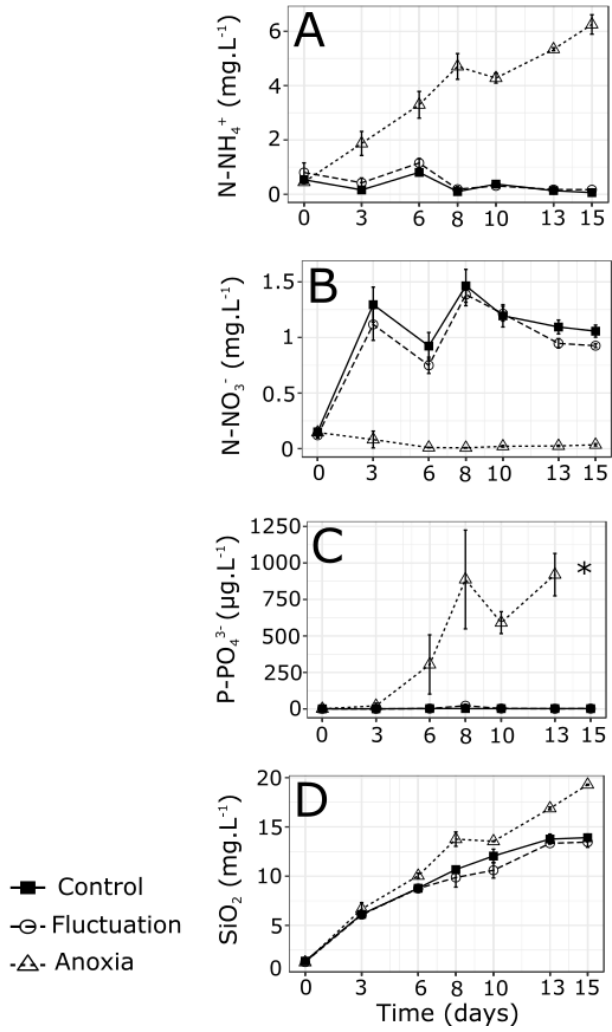 A
N-NH₄⁺ (mg.L⁻¹)
6
4
2
0
0 3 6 8 10 13 15
B
N-NO₃⁻ (mg.L⁻¹)
1.5
1
0.5
0
0 3 6 8 10 13 15
C
P-PO₄³⁻ (µg.L⁻¹)
1250
1000
750
500
250
0
*
0 3 6 8 10 13 15
D
SiO₂ (mg.L⁻¹)
20
15
10
5
0
0 3 6 8 10 13 15
Time (days)
Control
Fluctuation
Anoxia